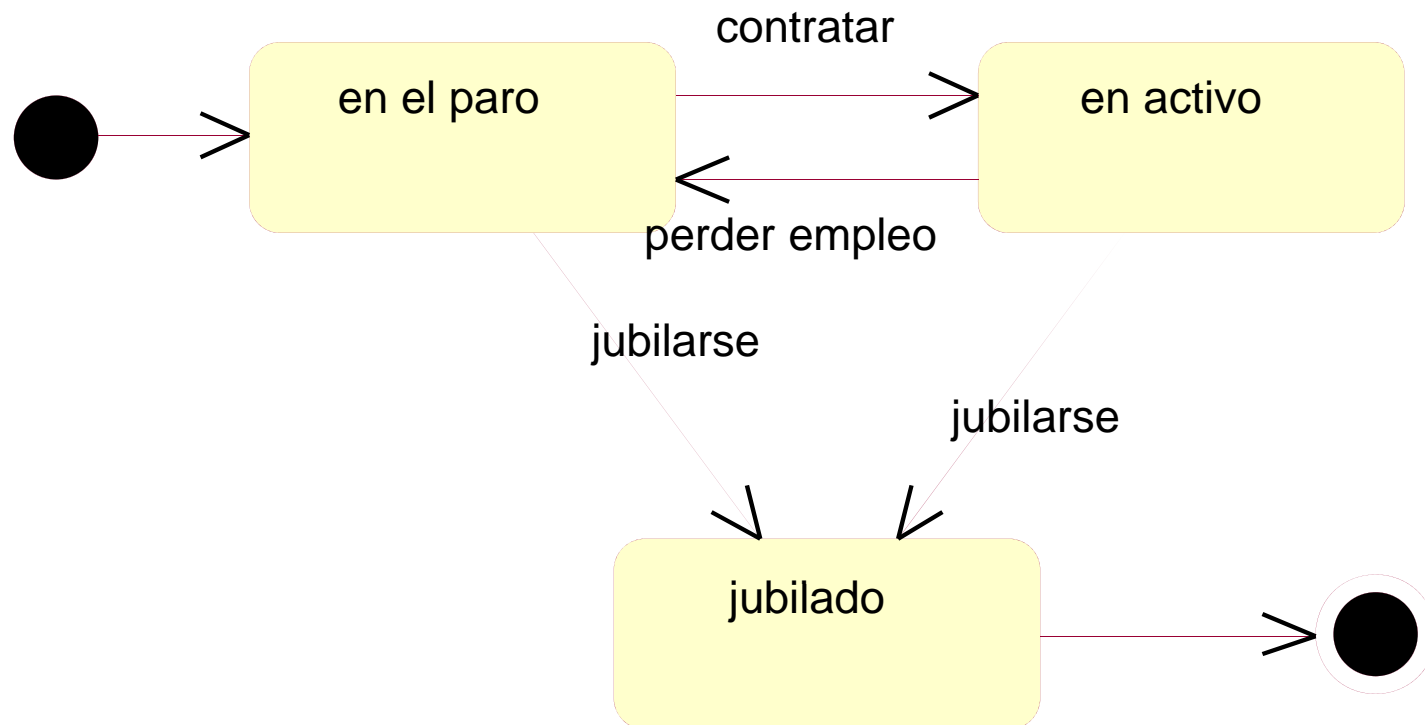 contratar
en el paro
en activo
perder empleo
jubilarse
jubilarse
jubilado